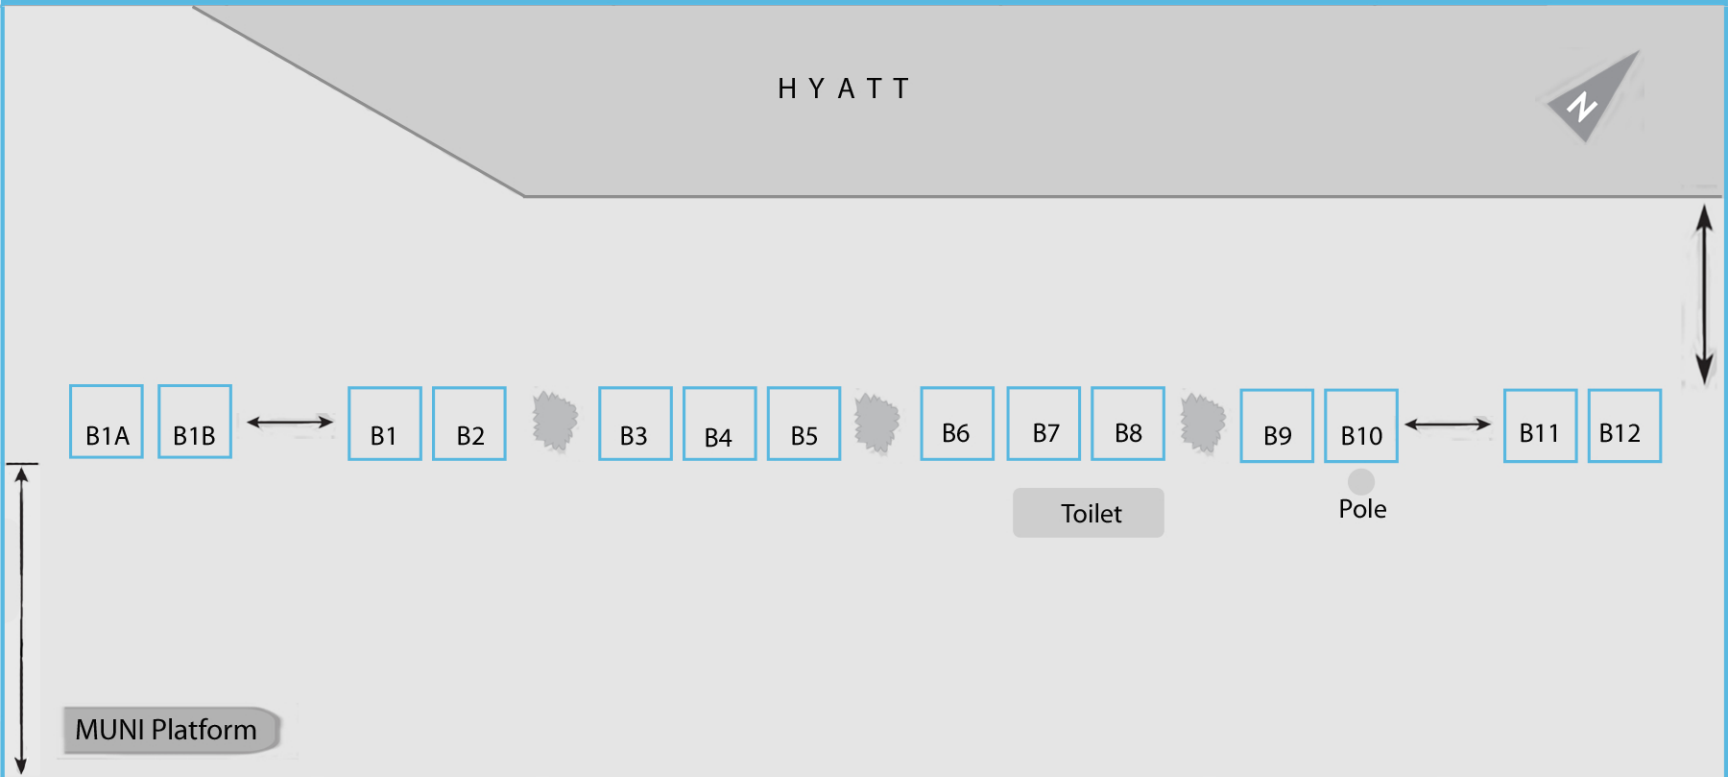 HYATT
N
B1A B1B B1 B2 B3 B4 B5 B6 B7 B8 B9 B10 B11 B12
Toilet
Pole
MUNI Platform